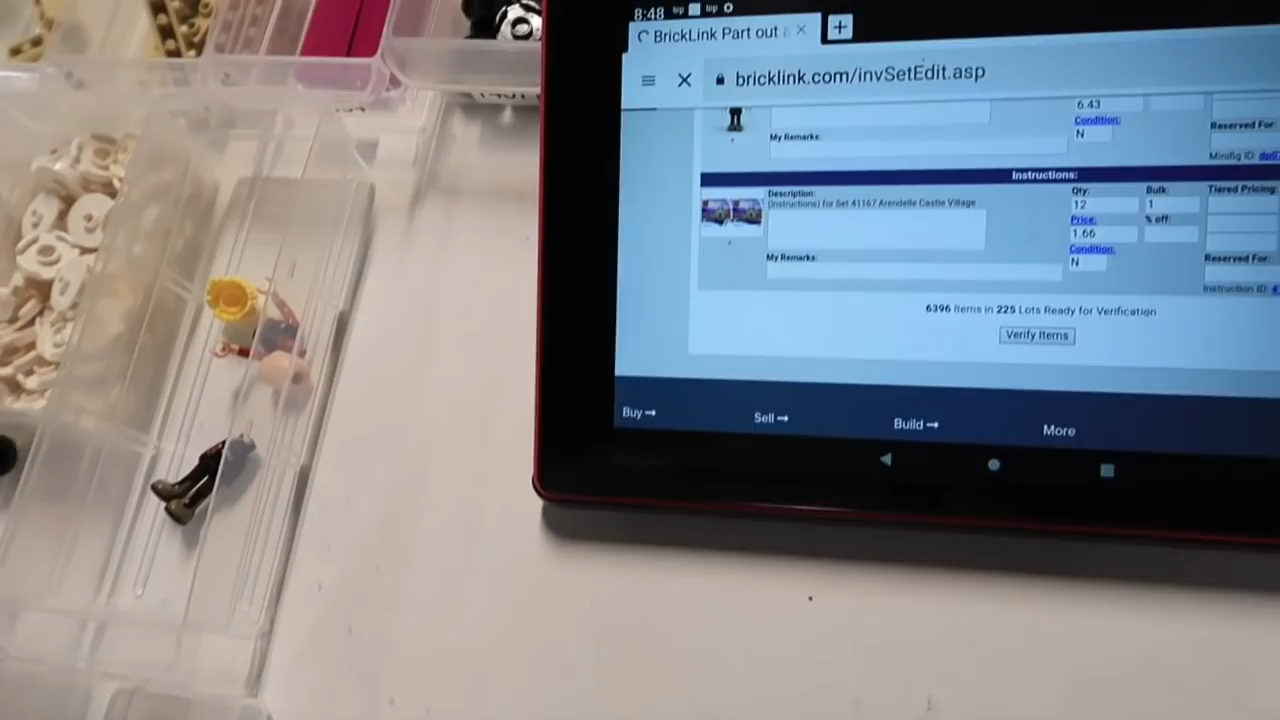 8:48
BrickLink Part out
bricklink.com/invSetEdit.asp
6.43
Condition:
N
My Remarks:
Reserved For:
Minifig ID:
Instructions:
Description:
(Instructions) for Set 41167 Arendelle Castle Village
Qty:
Bulk:
Tiered Pricing:
12
1
Price:
% off:
1.66
Condition:
My Remarks:
N
Reserved For:
Instruction ID:
6396 Items in 225 Lots Ready for Verification
Verify Items
Buy→
Sell→
Build→
More